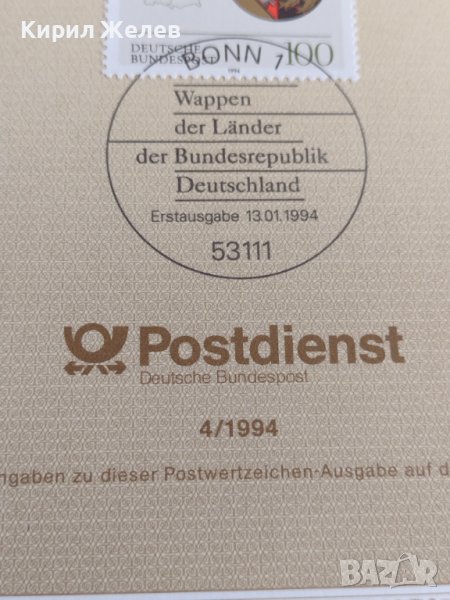 Кирил Желев
DEUTSCHE
BUNDESPOST
100
1994
BONN 1
Wappen
der Länder
der Bundesrepublik
Deutschland
Erstausgabe 13.01.1994
53111
Postdienst
Deutsche Bundespost
4/1994
ngaben zu dieser Postwertzeichen-Ausgabe auf d
BAZAR